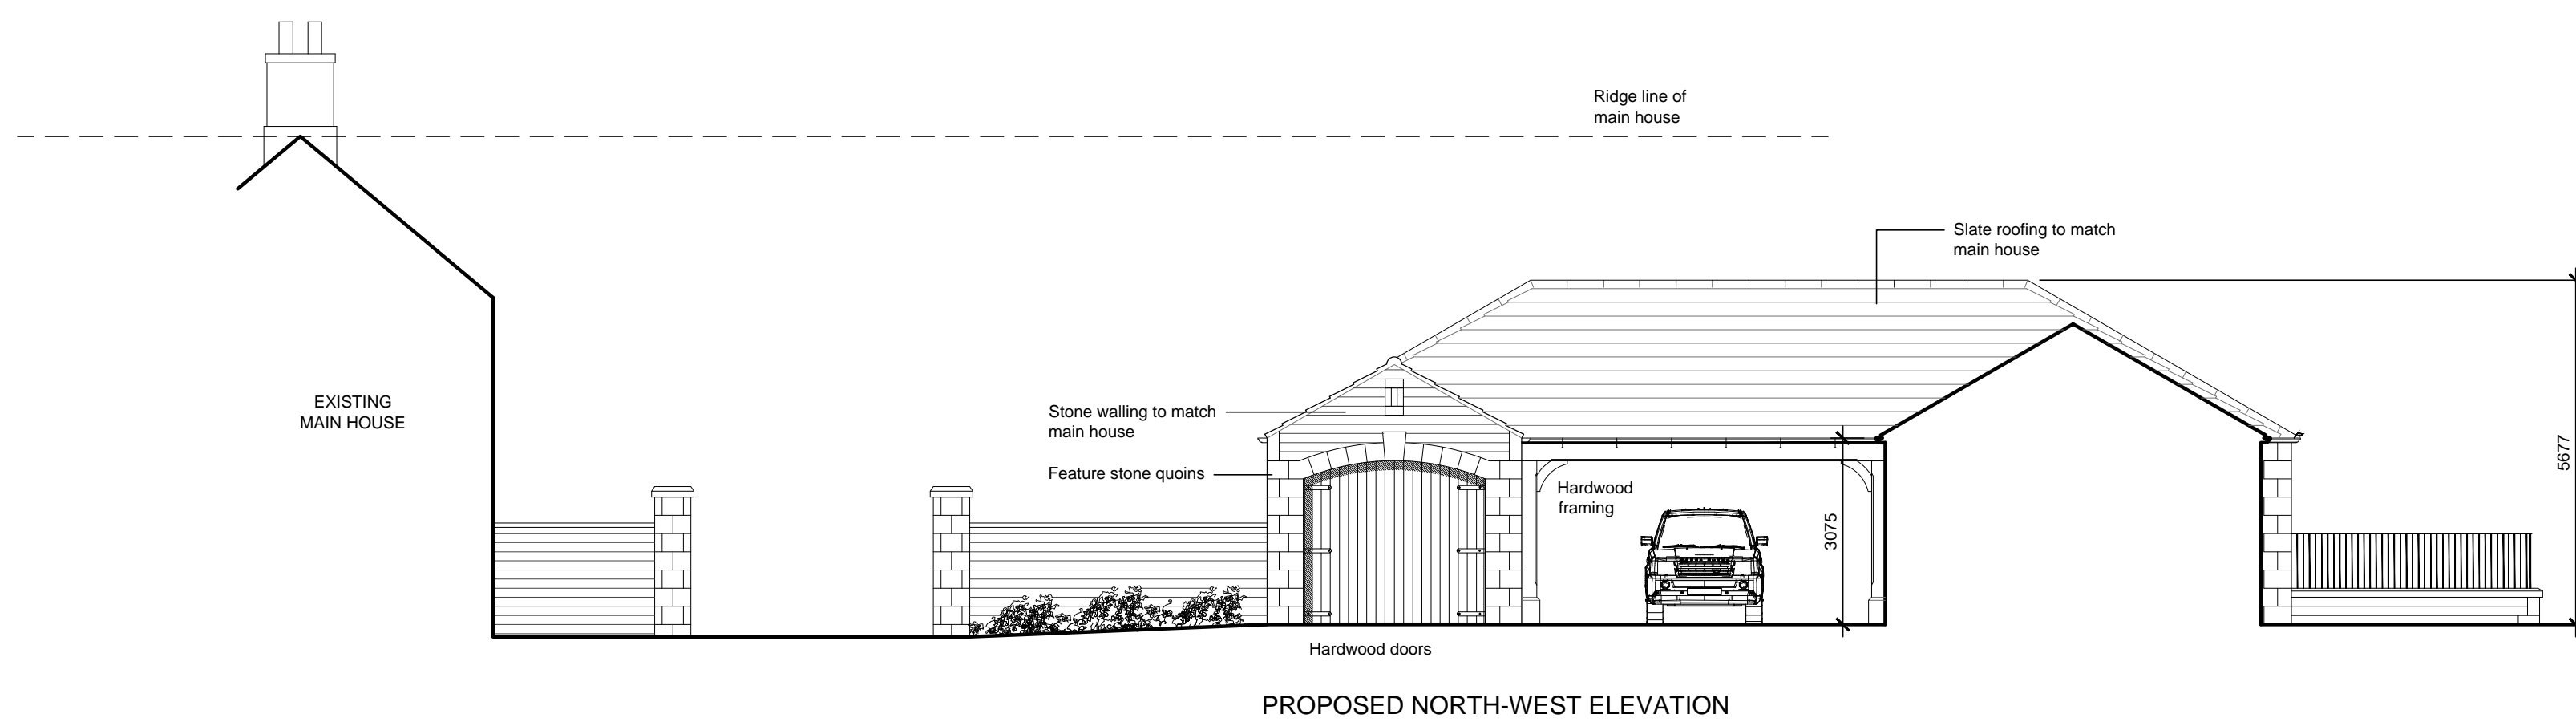 Ridge line of
main house
Slate roofing to match
main house
EXISTING
MAIN HOUSE
Stone walling to match
main house
Feature stone quoins
Hardwood
framing
3075
5677
Hardwood doors
PROPOSED NORTH-WEST ELEVATION